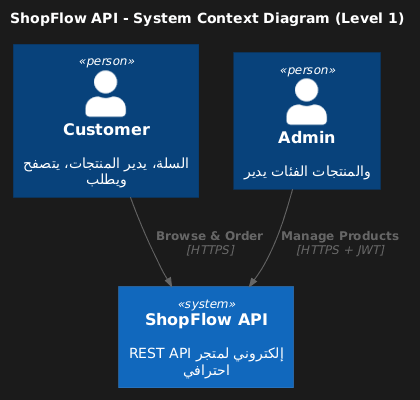 ShopFlow API - System Context Diagram (Level 1)
«person»
Customer
السلة، يدير المنتجات، يتصفح
ويطلب
«person»
Admin
والمنتجات الفئات يدير
Browse & Order
[HTTPS]
Manage Products
[HTTPS + JWT]
«system»
ShopFlow API
REST API إلكتروني لمتجر
احترافي